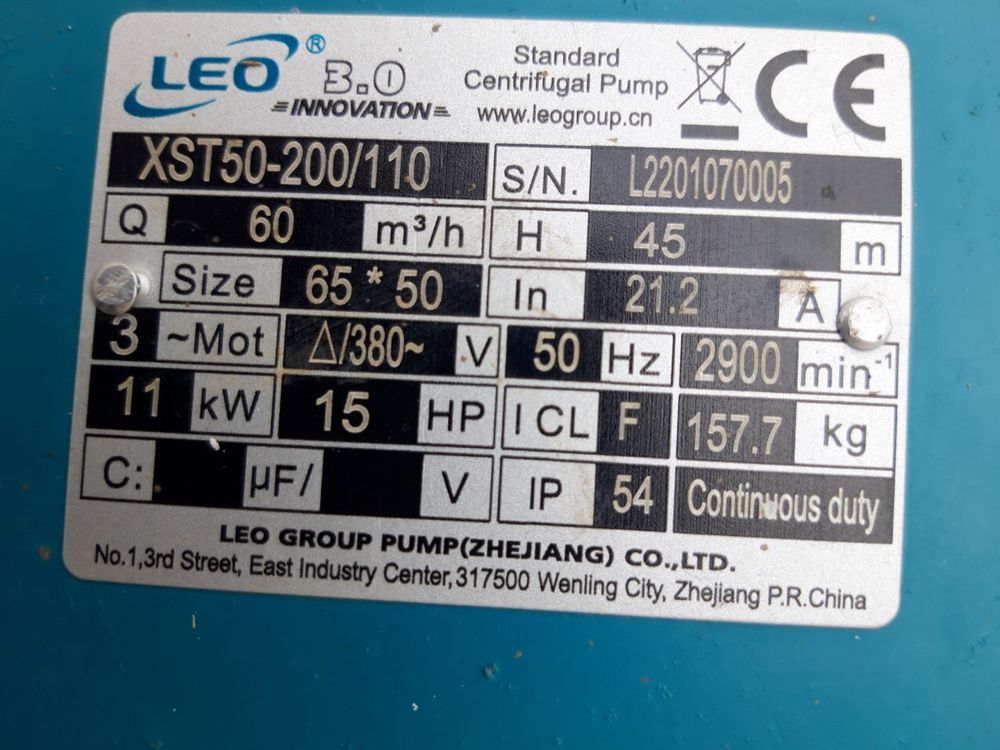 LEO® 3.0 INNOVATION
Standard
Centrifugal Pump
www.leogroup.cn
CE
XST50-200/110 S/N. L2201070005
Q 60 m³/h H 45 m
Size 65 * 50 In 21.2 A
3 ~Mot Δ/380~ V 50 Hz 2900 min⁻¹
11 kW 15 HP I CL F 157.7 kg
C: µF/ V IP 54 Continuous duty
LEO GROUP PUMP(ZHEJIANG) CO.,LTD.
No.1,3rd Street, East Industry Center, 317500 Wenling City, Zhejiang P.R.China